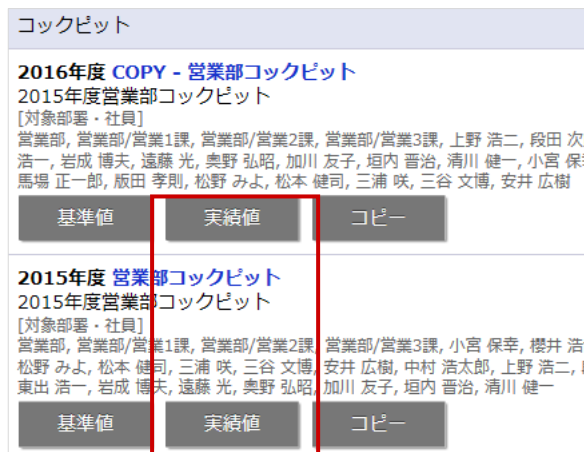 コックピット
2016年度 COPY - 営業部コックピット
2015年度営業部コックピット
[対象部署・社員]
営業部, 営業部/営業1課, 営業部/営業2課, 営業部/営業3課, 上野 浩二, 段田 次
浩一, 岩成 博夫, 遠藤 光, 奥野 弘昭, 加川 友子, 垣内 晋治, 清川 健一, 小宮 保
馬場 正一郎, 版田 孝則, 松野 みよ, 松本 健司, 三浦 咲, 三谷 文博, 安井 広樹
基準値 実績値 コピー
2015年度 営業部コックピット
2015年度営業部コックピット
[対象部署・社員]
営業部, 営業部/営業1課, 営業部/営業2課, 営業部/営業3課, 小宮 保幸, 櫻井 浩
松野 みよ, 松本 健司, 三浦 咲, 三谷 文博, 安井 広樹, 中村 浩太郎, 上野 浩二,
東出 浩一, 岩成 博夫, 遠藤 光, 奥野 弘昭, 加川 友子, 垣内 晋治, 清川 健一
基準値 実績値 コピー